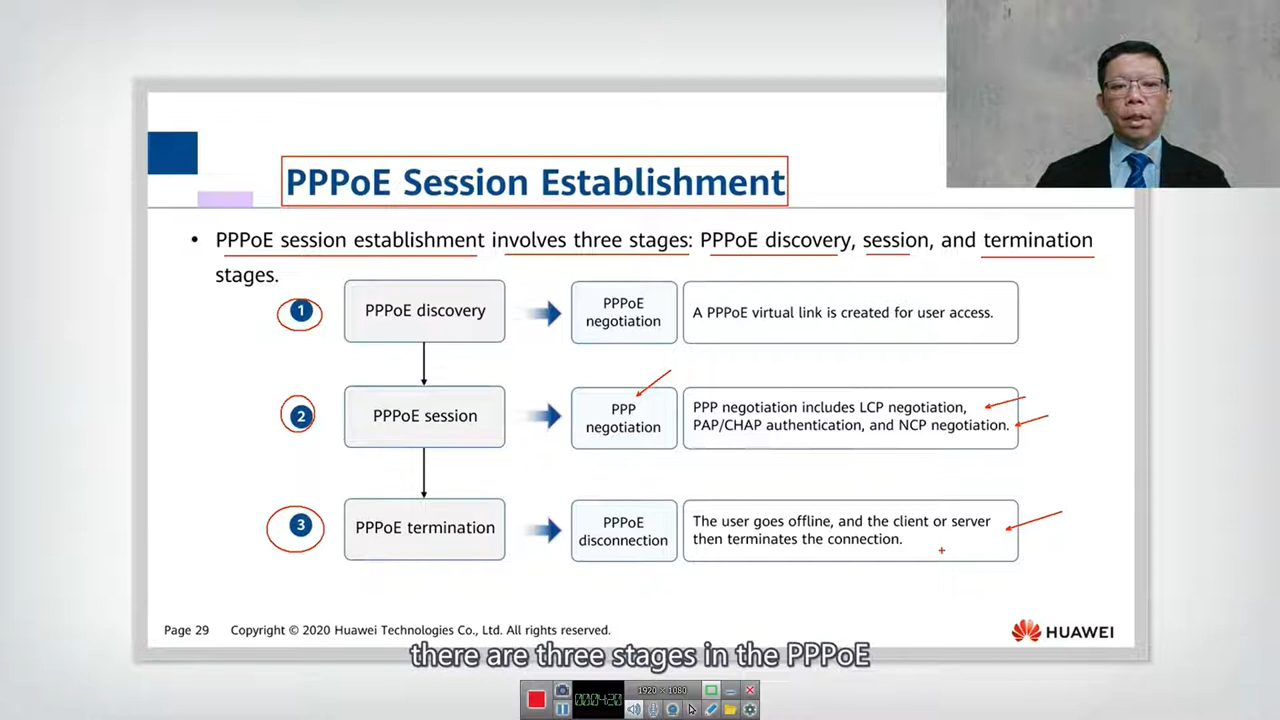 PPPoE Session Establishment
• PPPoE session establishment involves three stages: PPPoE discovery, session, and termination
stages.
1
PPPoE discovery
PPPoE
negotiation
A PPPoE virtual link is created for user access.
2
PPPoE session
PPP
negotiation
PPP negotiation includes LCP negotiation,
PAP/CHAP authentication, and NCP negotiation.
3
PPPoE termination
PPPoE
disconnection
The user goes offline, and the client or server
then terminates the connection.
Page 29 Copyright © 2020 Huawei Technologies Co., Ltd. All rights reserved.
HUAWEI
there are three stages in the PPPoE
1920 × 1080